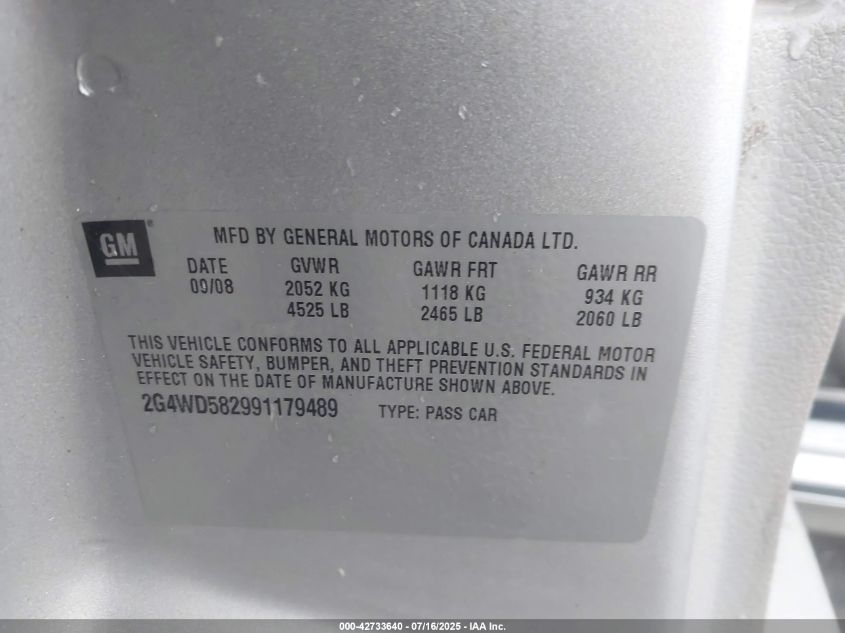 GM ®
MFD BY GENERAL MOTORS OF CANADA LTD.
DATE GVWR GAWR FRT GAWR RR
09/08 2052 KG 1118 KG 934 KG
4525 LB 2465 LB 2060 LB
THIS VEHICLE CONFORMS TO ALL APPLICABLE U.S. FEDERAL MOTOR
VEHICLE SAFETY, BUMPER, AND THEFT PREVENTION STANDARDS IN
EFFECT ON THE DATE OF MANUFACTURE SHOWN ABOVE.
2G4WD582991179489 TYPE: PASS CAR
000-42733640 - 07/16/2025 - IAA Inc.